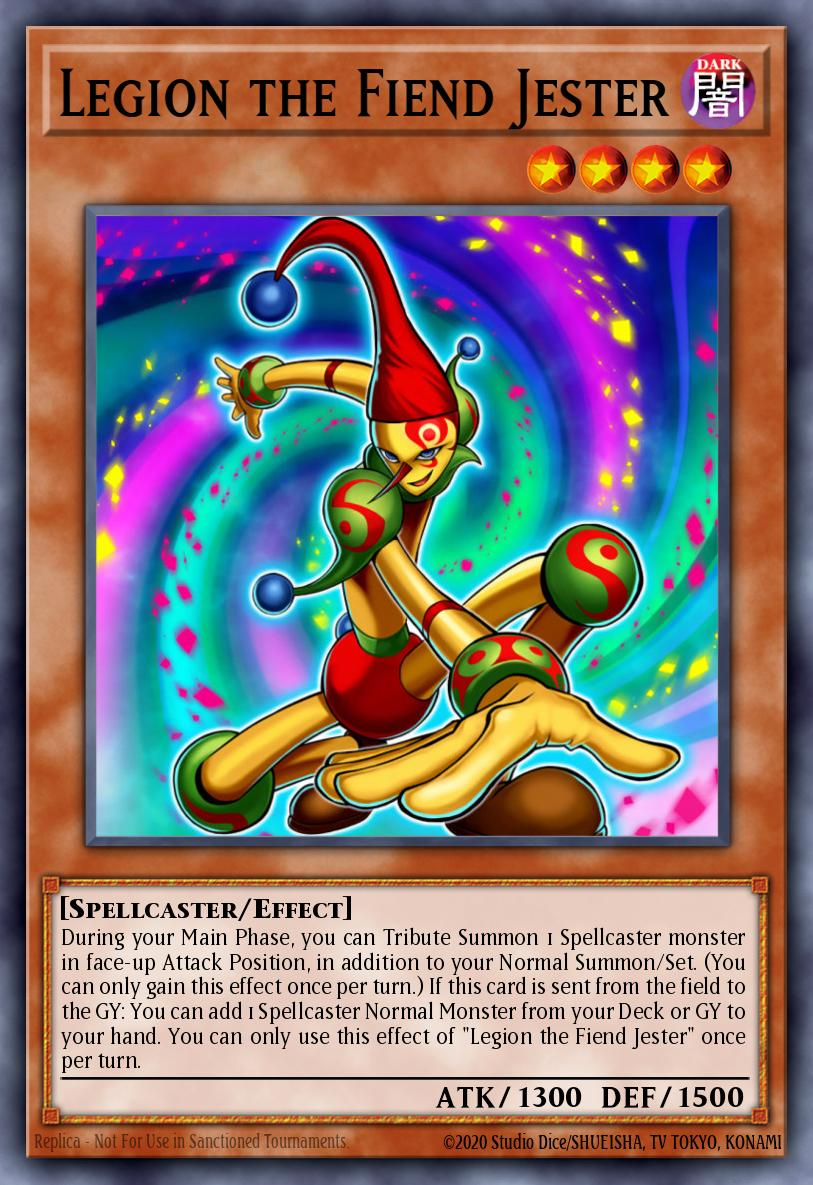 Legion the Fiend Jester
DARK
闇
[Spellcaster/Effect]
During your Main Phase, you can Tribute Summon 1 Spellcaster monster
in face-up Attack Position, in addition to your Normal Summon/Set. (You
can only gain this effect once per turn.) If this card is sent from the field to
the GY: You can add 1 Spellcaster Normal Monster from your Deck or GY to
your hand. You can only use this effect of "Legion the Fiend Jester" once
per turn.
ATK/1300 DEF/1500
Replica - Not For Use in Sanctioned Tournaments.
©2020 Studio Dice/SHUEISHA, TV TOKYO, KONAMI